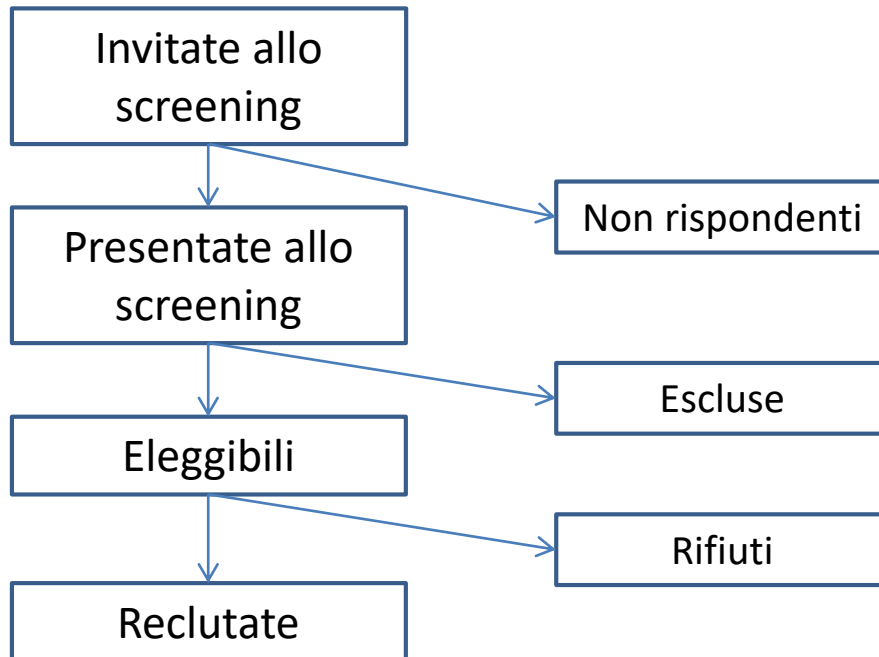 Invitate allo
screening
Non rispondenti
Presentate allo
screening
Escluse
Eleggibili
Rifiuti
Reclutate